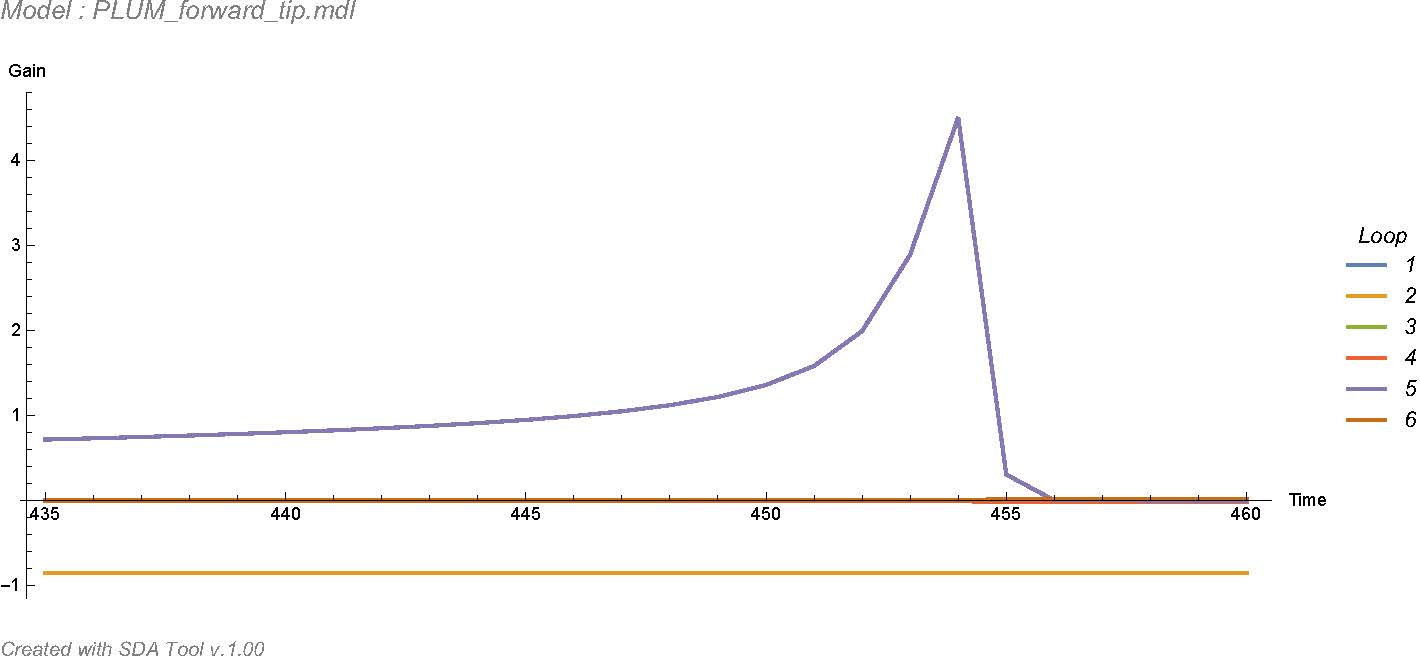 Model : PLUM_forward_tip.mdl
Gain
4
3
2
1
-1
435 440 445 450 455 460 Time
Loop
1
2
3
4
5
6
Created with SDA Tool v.1.00